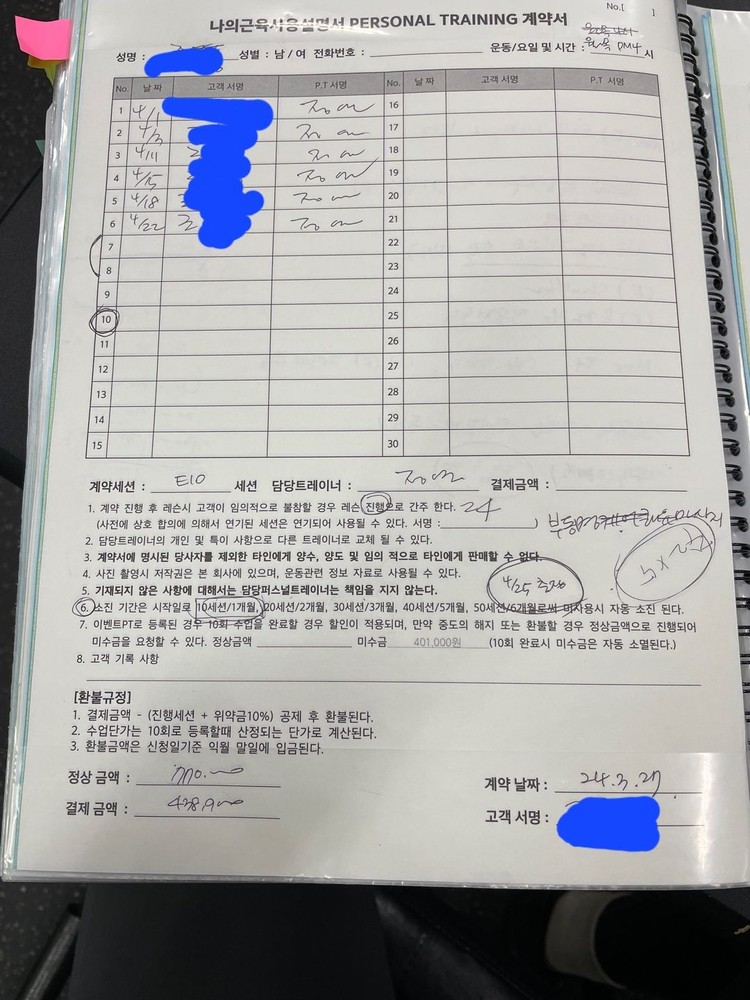 No.[ ]
나의근육사용설명서 PERSONAL TRAINING 계약서
성명 : 성별 : 남 / 여 전화번호 : 운동/요일 및 시간 : 시
No. 날 짜 고객 서명 P.T 서명 No. 날 짜 고객 서명 P.T 서명
1 4/1 16
2 4/3 17
3 4/11 18
4 4/15 19
5 4/18 20
6 4/22 21
7 22
8 23
9 24
10 25
11 26
12 27
13 28
14 29
15 30
계약세션 : E10 세션 담당트레이너 : 결제금액 :
1. 계약 진행 후 레슨시 고객이 임의적으로 불참할 경우 레슨 진행으로 간주 한다. 24
(사전에 상호 합의에 의해서 연기된 세션은 연기되어 사용될 수 있다. 서명 : )
2. 담당트레이너의 개인 및 특이 사항으로 다른 트레이너로 교체 될 수 있다.
3. 계약서에 명시된 당사자를 제외한 타인에게 양수, 양도 및 임의 적으로 타인에게 판매할 수 없다.
4. 사진 촬영시 저작권은 본 회사에 있으며, 운동관련 정보 자료로 사용될 수 있다.
4/25
5. 기재되지 않은 사항에 대해서는 담당퍼스널트레이너는 책임을 지지 않는다.
6. 소진 기간은 시작일로 10세션/1개월, 20세션/2개월, 30세션/3개월, 40세션/5개월, 50세션/6개월로써 미사용시 자동 소진 된다.
7. 이벤트PT로 등록된 경우 10회 수업을 완료할 경우 할인이 적용되며, 만약 중도의 해지 또는 환불할 경우 정상금액으로 진행되어
미수금을 요청할 수 있다. 정상금액 미수금 401,000원 (10회 완료시 미수금은 자동 소멸된다.)
8. 고객 기록 사항
[환불규정]
1. 결제금액 - (진행세션 + 위약금10%) 공제 후 환불된다.
2. 수업단가는 10회로 등록할때 산정되는 단가로 계산된다.
3. 환불금액은 신청일기준 익월 말일에 입금된다.
정상 금액 : 770.000
결제 금액 : 438,900
계약 날짜 : 24.3.27
고객 서명 :